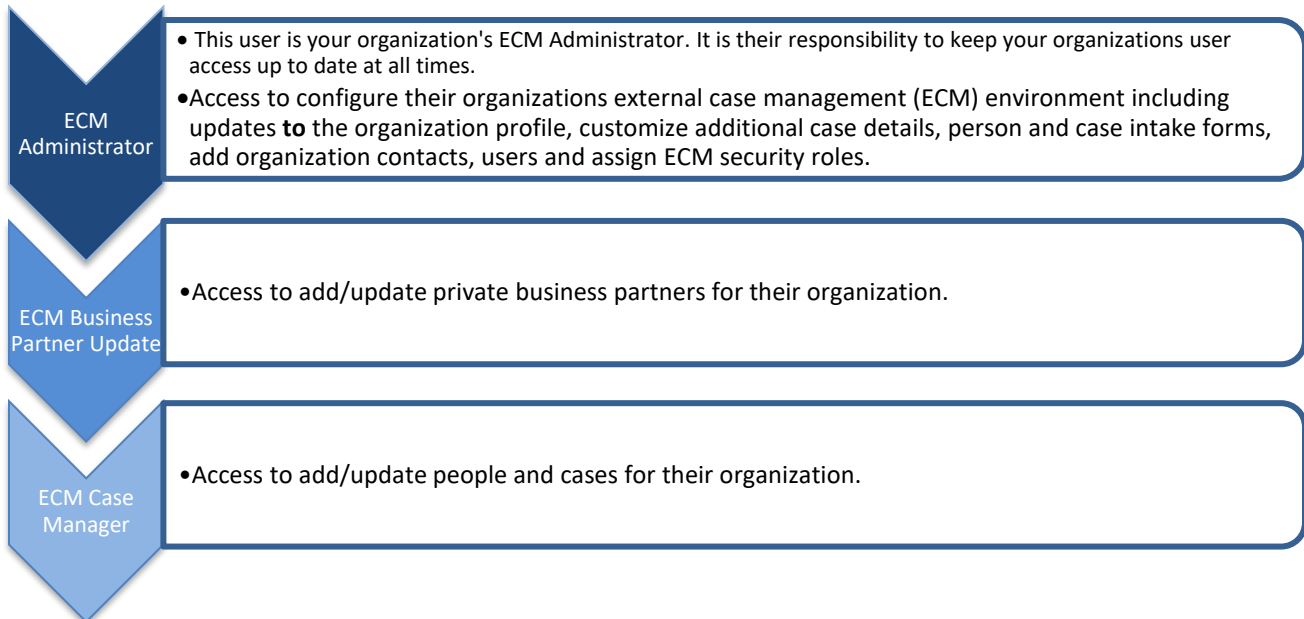 ECM
Administrator
• This user is your organization's ECM Administrator. It is their responsibility to keep your organizations user
access up to date at all times.
•Access to configure their organizations external case management (ECM) environment including
updates to the organization profile, customize additional case details, person and case intake forms,
add organization contacts, users and assign ECM security roles.
ECM Business
Partner Update
•Access to add/update private business partners for their organization.
ECM Case
Manager
•Access to add/update people and cases for their organization.